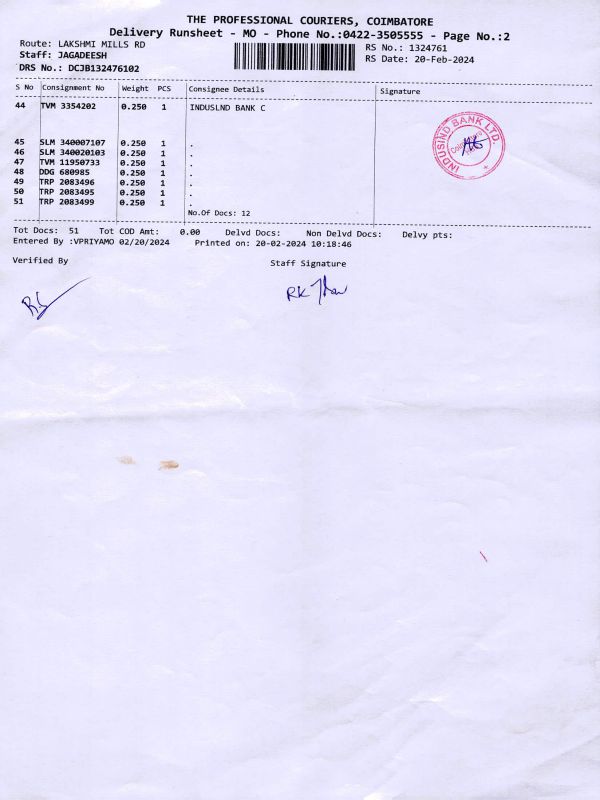 THE PROFESSIONAL COURIERS, COIMBATORE
Delivery Runsheet - MO - Phone No.:0422-3505555 - Page No.:2
Route: LAKSHMI MILLS RD
RS No.: 1324761
Staff: JAGADEESH
RS Date: 20-Feb-2024
DRS No.: DCJB132476102
S No Consignment No Weight PCS Consignee Details Signature
44 TVM 3354202 0.250 1 INDUSLND BANK C
INDUSIND BANK LTD.
45 SLM 340007107 0.250 1 .
46 SLM 340020103 0.250 1 .
47 TVM 11950733 0.250 1 .
48 DDG 680985 0.250 1 .
49 TRP 2083496 0.250 1 .
50 TRP 2083495 0.250 1 .
51 TRP 2083499 0.250 1 .
No.Of Docs: 12
Tot Docs: 51 Tot COD Amt: 0.00 Delvd Docs: Non Delvd Docs: Delvy pts:
Entered By :VPRIYAMO 02/20/2024 Printed on: 20-02-2024 10:18:46
Verified By Staff Signature